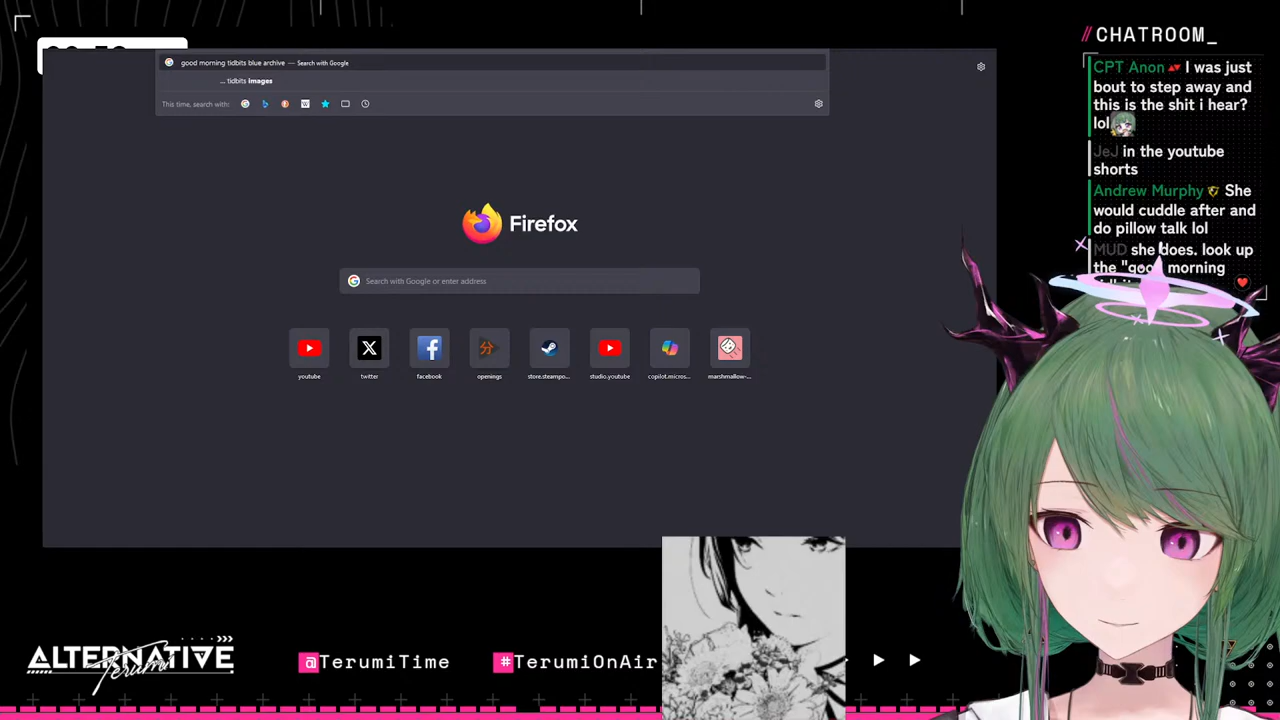 good morning tidbits blue archive — Search with Google
... tidbits images
This time, search with:
Firefox
Search with Google or enter address
youtube
twitter
facebook
openings
store.steampo...
studio.youtube
copilot.micros...
marshmallow-...
//CHATROOM_
CPT Anon I was just
bout to step away and
this is the shit i hear?
lol
JeJ in the youtube
shorts
Andrew Murphy She
would cuddle after and
do pillow talk lol
MUD she does. look up
the "good morning
ALTERNATIVE
Terumi
@TerumiTime
#TerumiOnAir